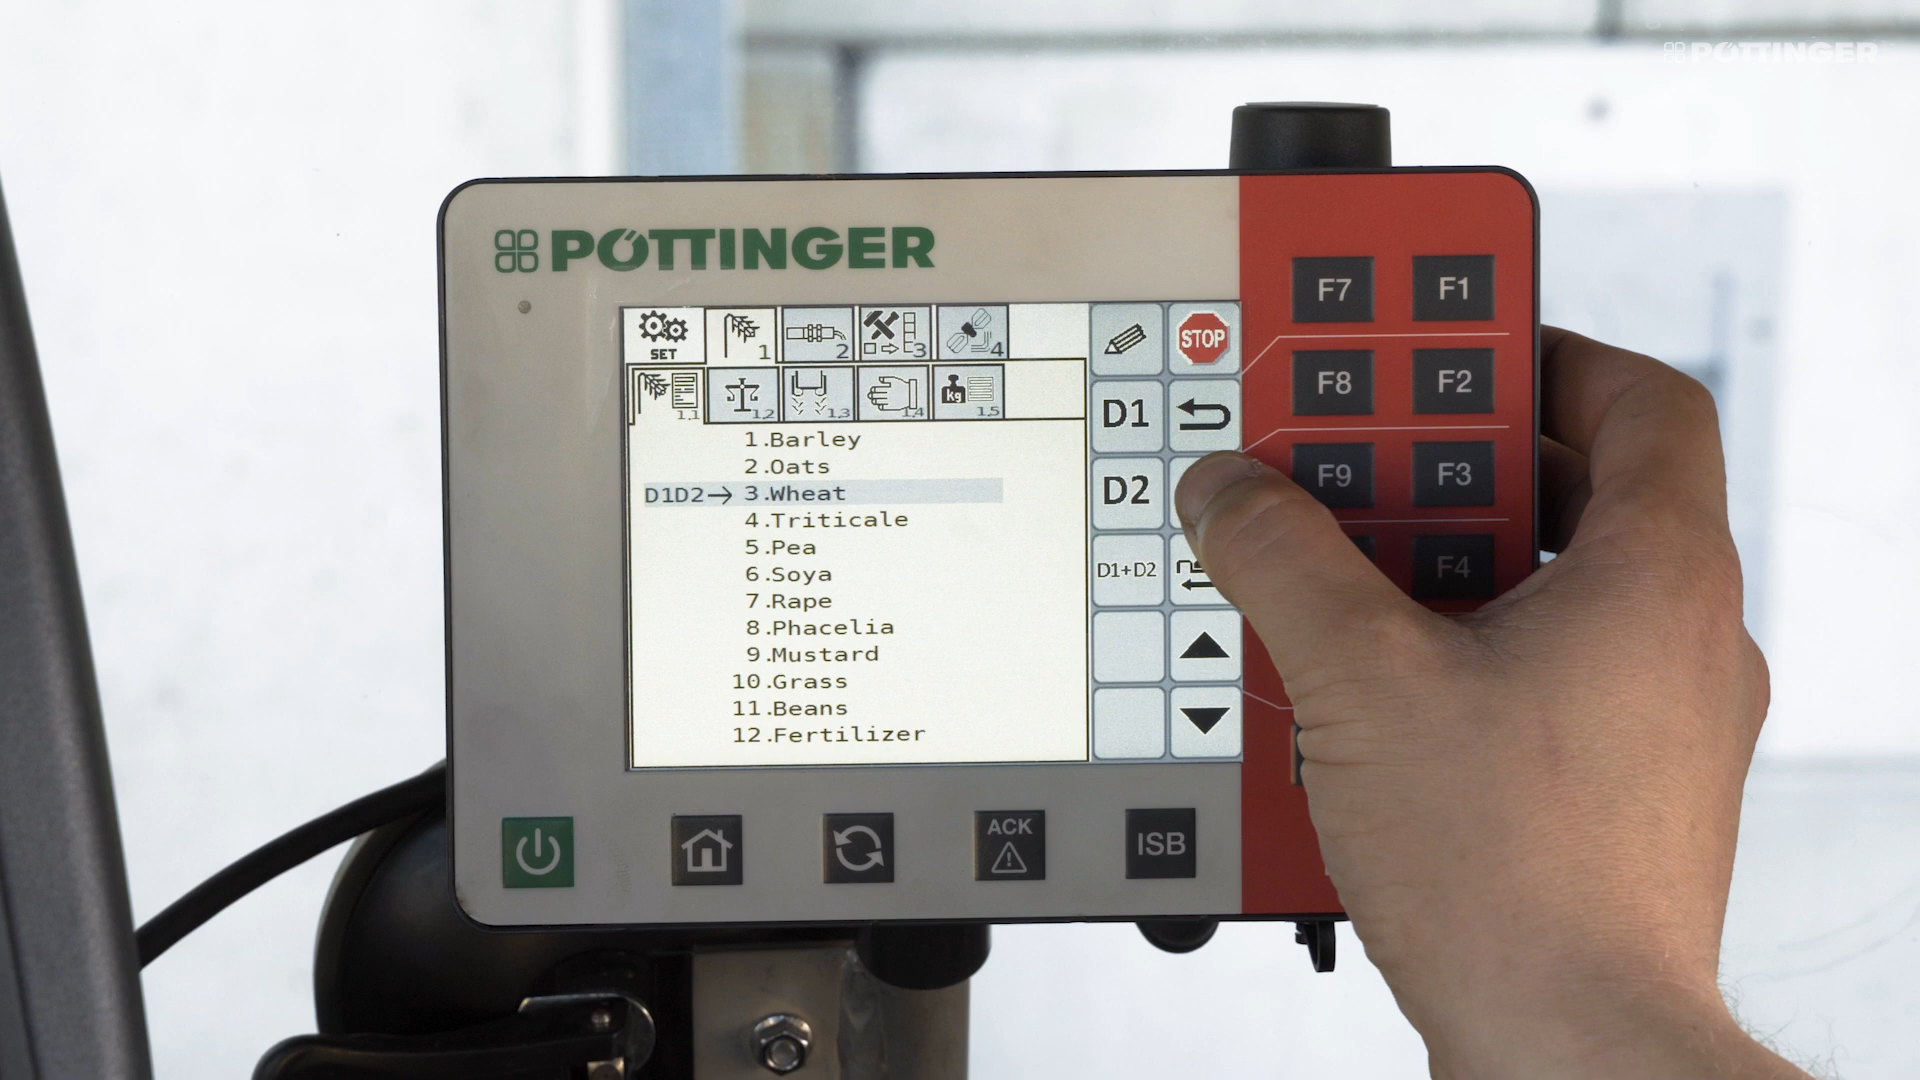 PÖTTINGER
PÖTTINGER
SET
1
2
3
4
1.1
1.2
1.3
1.4
kg
1.5
STOP
D1
D2
D1+D2
1.Barley
2.Oats
D1D2→ 3.Wheat
4.Triticale
5.Pea
6.Soya
7.Rape
8.Phacelia
9.Mustard
10.Grass
11.Beans
12.Fertilizer
F7 F1
F8 F2
F9 F3
F4
ACK
ISB